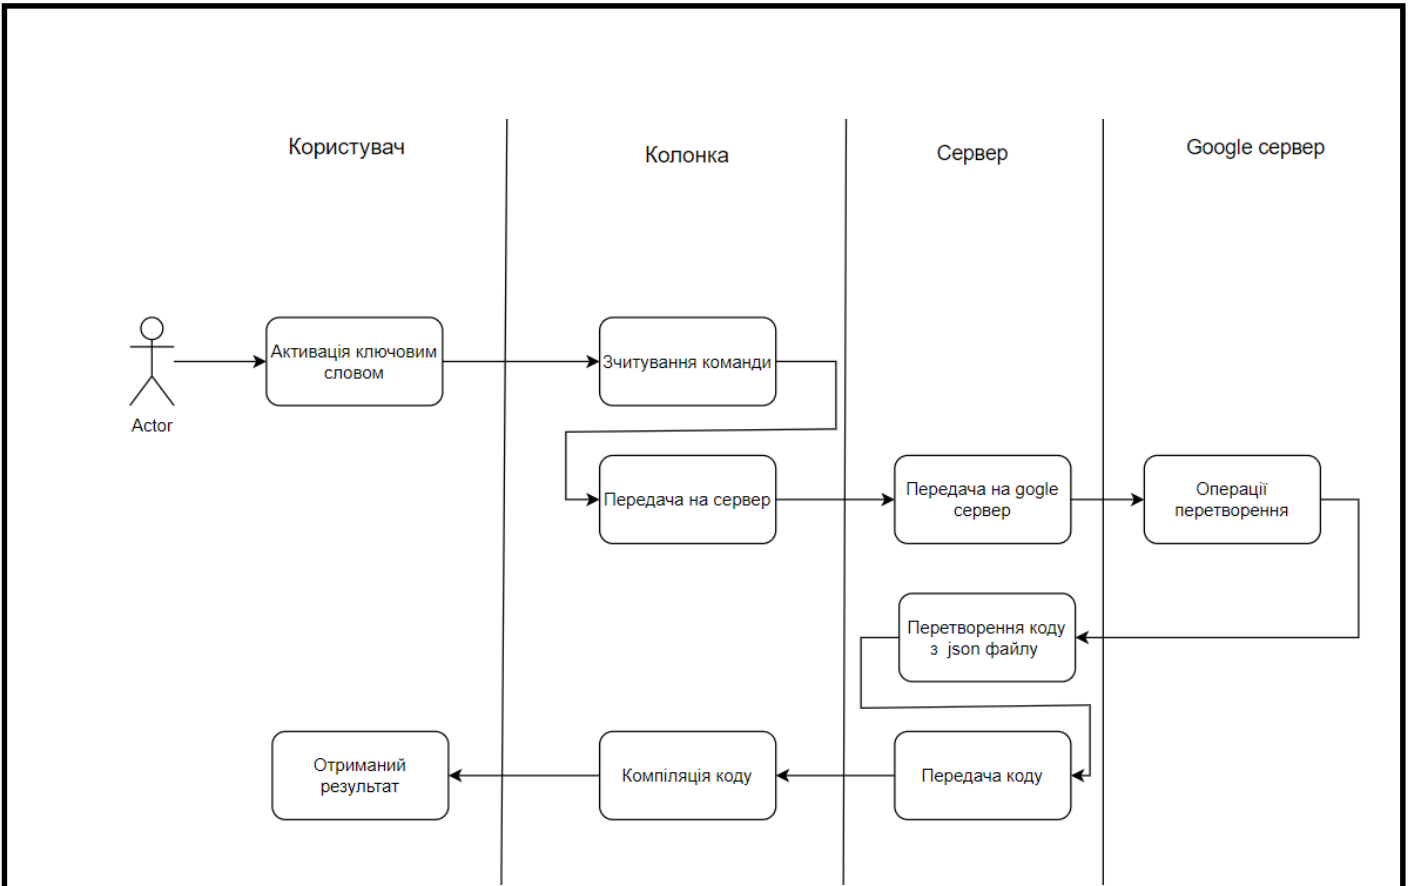 Користувач
Колонка
Сервер
Google сервер
Активація ключовим
словом
Зчитування команди
Actor
Передача на сервер
Передача на gogle
сервер
Операції
перетворення
Перетворення коду
з json файлу
Отриманий
результат
Компіляція коду
Передача коду